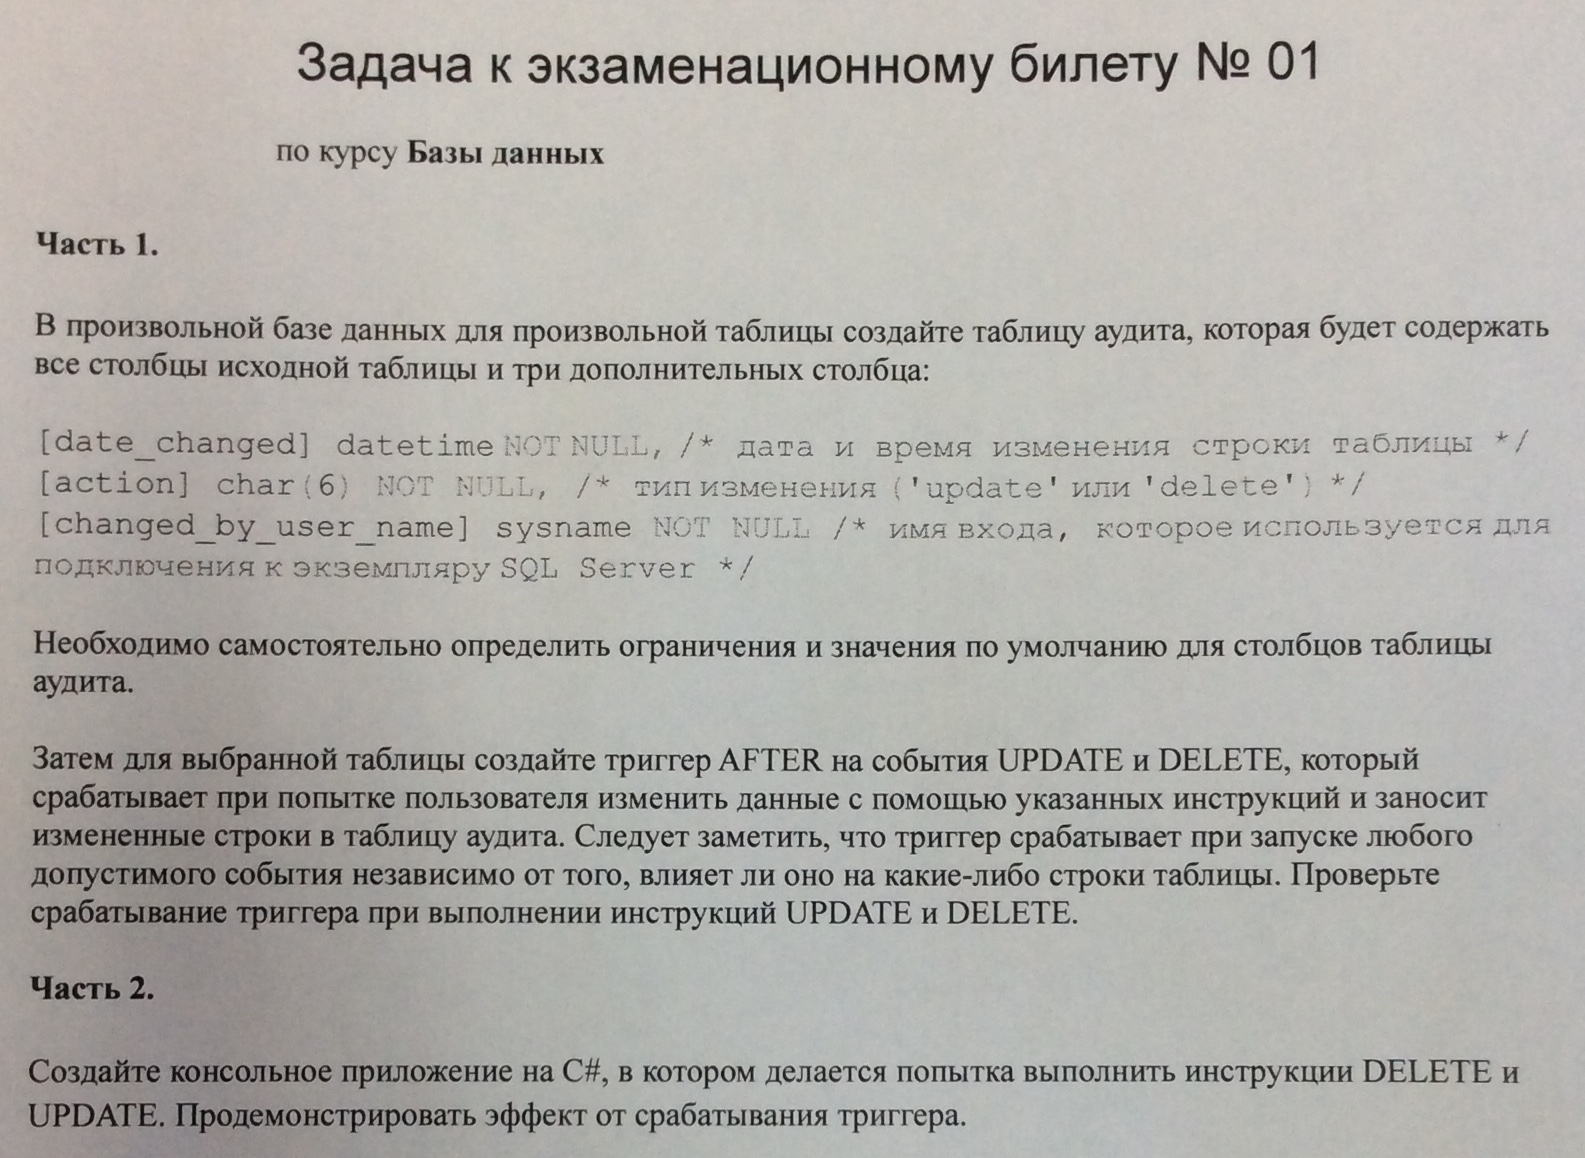 Задача к экзаменационному билету № 01
по курсу Базы данных
Часть 1.
В произвольной базе данных для произвольной таблицы создайте таблицу аудита, которая будет содержать
все столбцы исходной таблицы и три дополнительных столбца:
[date_changed] datetime NOT NULL, /* дата и время изменения строки таблицы */
[action] char(6) NOT NULL, /* тип изменения ('update' или 'delete') */
[changed_by_user_name] sysname NOT NULL /* имя входа, которое используется для
подключения к экземпляру SQL Server */
Необходимо самостоятельно определить ограничения и значения по умолчанию для столбцов таблицы
аудита.
Затем для выбранной таблицы создайте триггер AFTER на события UPDATE и DELETE, который
срабатывает при попытке пользователя изменить данные с помощью указанных инструкций и заносит
измененные строки в таблицу аудита. Следует заметить, что триггер срабатывает при запуске любого
допустимого события независимо от того, влияет ли оно на какие-либо строки таблицы. Проверьте
срабатывание триггера при выполнении инструкций UPDATE и DELETE.
Часть 2.
Создайте консольное приложение на C#, в котором делается попытка выполнить инструкции DELETE и
UPDATE. Продемонстрировать эффект от срабатывания триггера.